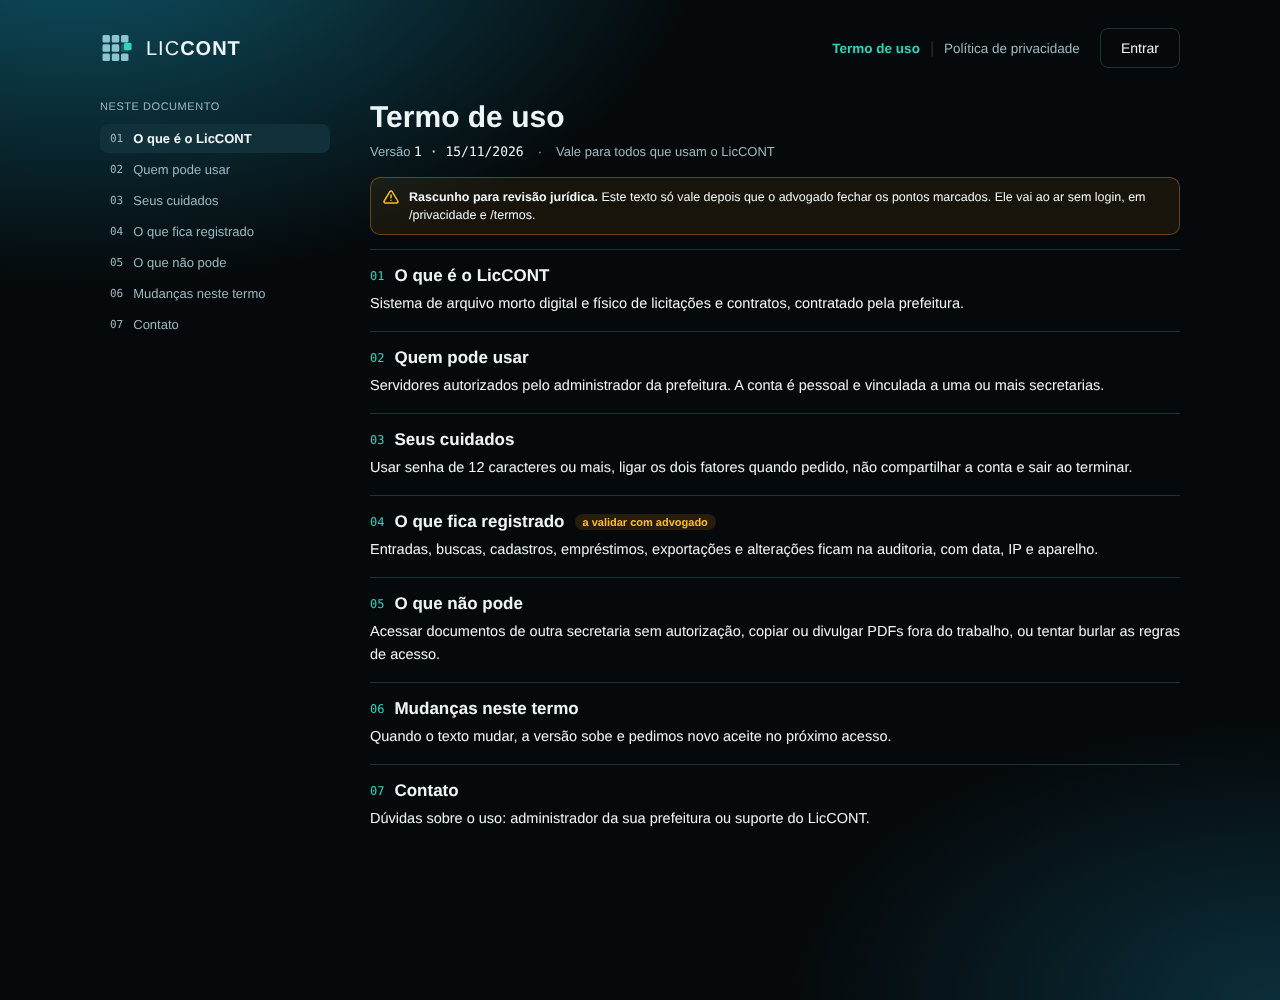 LICCONT
Termo de uso
Política de privacidade
Entrar
NESTE DOCUMENTO
01 O que é o LicCONT
02 Quem pode usar
03 Seus cuidados
04 O que fica registrado
05 O que não pode
06 Mudanças neste termo
07 Contato
Termo de uso
Versão 1 · 15/11/2026 · Vale para todos que usam o LicCONT
Rascunho para revisão jurídica. Este texto só vale depois que o advogado fechar os pontos marcados. Ele vai ao ar sem login, em
/privacidade e /termos.
01 O que é o LicCONT
Sistema de arquivo morto digital e físico de licitações e contratos, contratado pela prefeitura.
02 Quem pode usar
Servidores autorizados pelo administrador da prefeitura. A conta é pessoal e vinculada a uma ou mais secretarias.
03 Seus cuidados
Usar senha de 12 caracteres ou mais, ligar os dois fatores quando pedido, não compartilhar a conta e sair ao terminar.
04 O que fica registrado a validar com advogado
Entradas, buscas, cadastros, empréstimos, exportações e alterações ficam na auditoria, com data, IP e aparelho.
05 O que não pode
Acessar documentos de outra secretaria sem autorização, copiar ou divulgar PDFs fora do trabalho, ou tentar burlar as regras
de acesso.
06 Mudanças neste termo
Quando o texto mudar, a versão sobe e pedimos novo aceite no próximo acesso.
07 Contato
Dúvidas sobre o uso: administrador da sua prefeitura ou suporte do LicCONT.